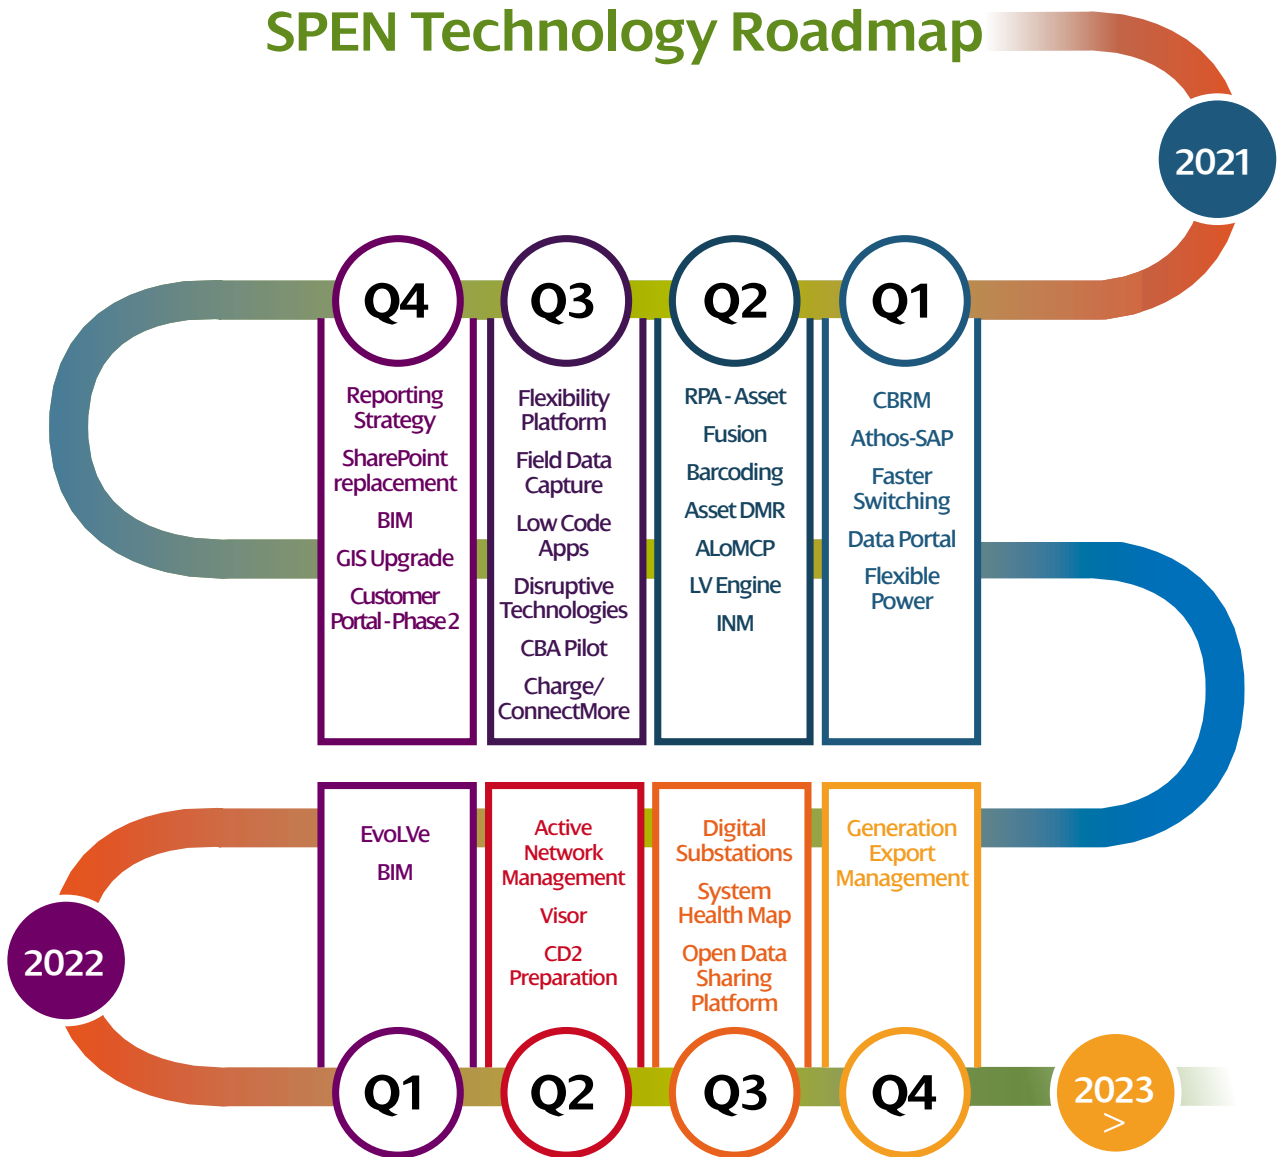 SPEN Technology Roadmap
2021
Q4
Q3
Q2
Q1
Reporting
Strategy
SharePoint
replacement
BIM
GIS Upgrade
Customer
Portal - Phase 2
Flexibility
Platform
Field Data
Capture
Low Code
Apps
Disruptive
Technologies
CBA Pilot
Charge/
ConnectMore
RPA - Asset
Fusion
Barcoding
Asset DMR
ALoMCP
LV Engine
INM
CBRM
Athos-SAP
Faster
Switching
Data Portal
Flexible
Power
2022
EvoLVe
BIM
Active
Network
Management
Visor
CD2
Preparation
Digital
Substations
System
Health Map
Open Data
Sharing
Platform
Generation
Export
Management
Q1
Q2
Q3
Q4
2023
>